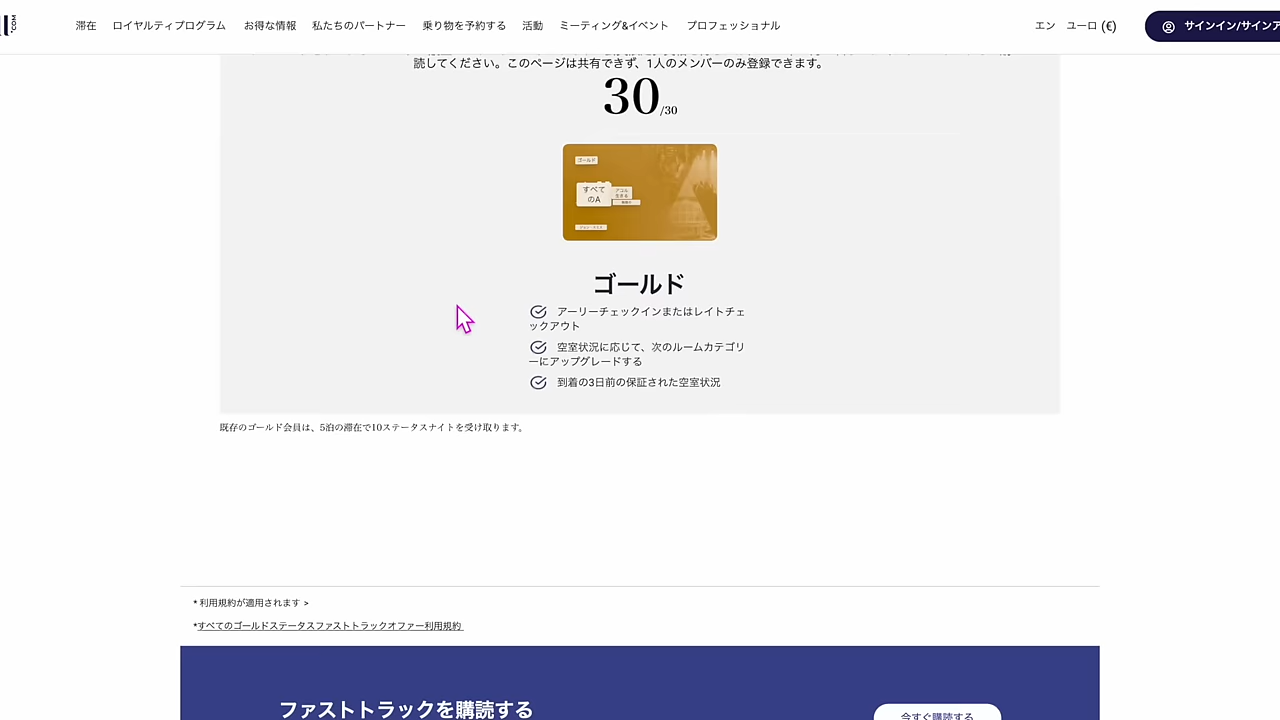 .COM
滞在 ロイヤルティプログラム お得な情報 私たちのパートナー 乗り物を予約する 活動 ミーティング&イベント プロフェッショナル エン ユーロ (€) サインイン/サインア
読してください。このページは共有できず、1人のメンバーのみ登録できます。
30/30
ゴールド
すべて
のA
ゴールド
アーリーチェックインまたはレイトチェ
ックアウト
空室状況に応じて、次のルームカテゴリ
ーにアップグレードする
到着の3日前の保証された空室状況
既存のゴールド会員は、5泊の滞在で10ステータスナイトを受け取ります。
* 利用規約が適用されます >
*すべてのゴールドステータスファストトラックオファー利用規約
ファストトラックを購読する
今すぐ購読する